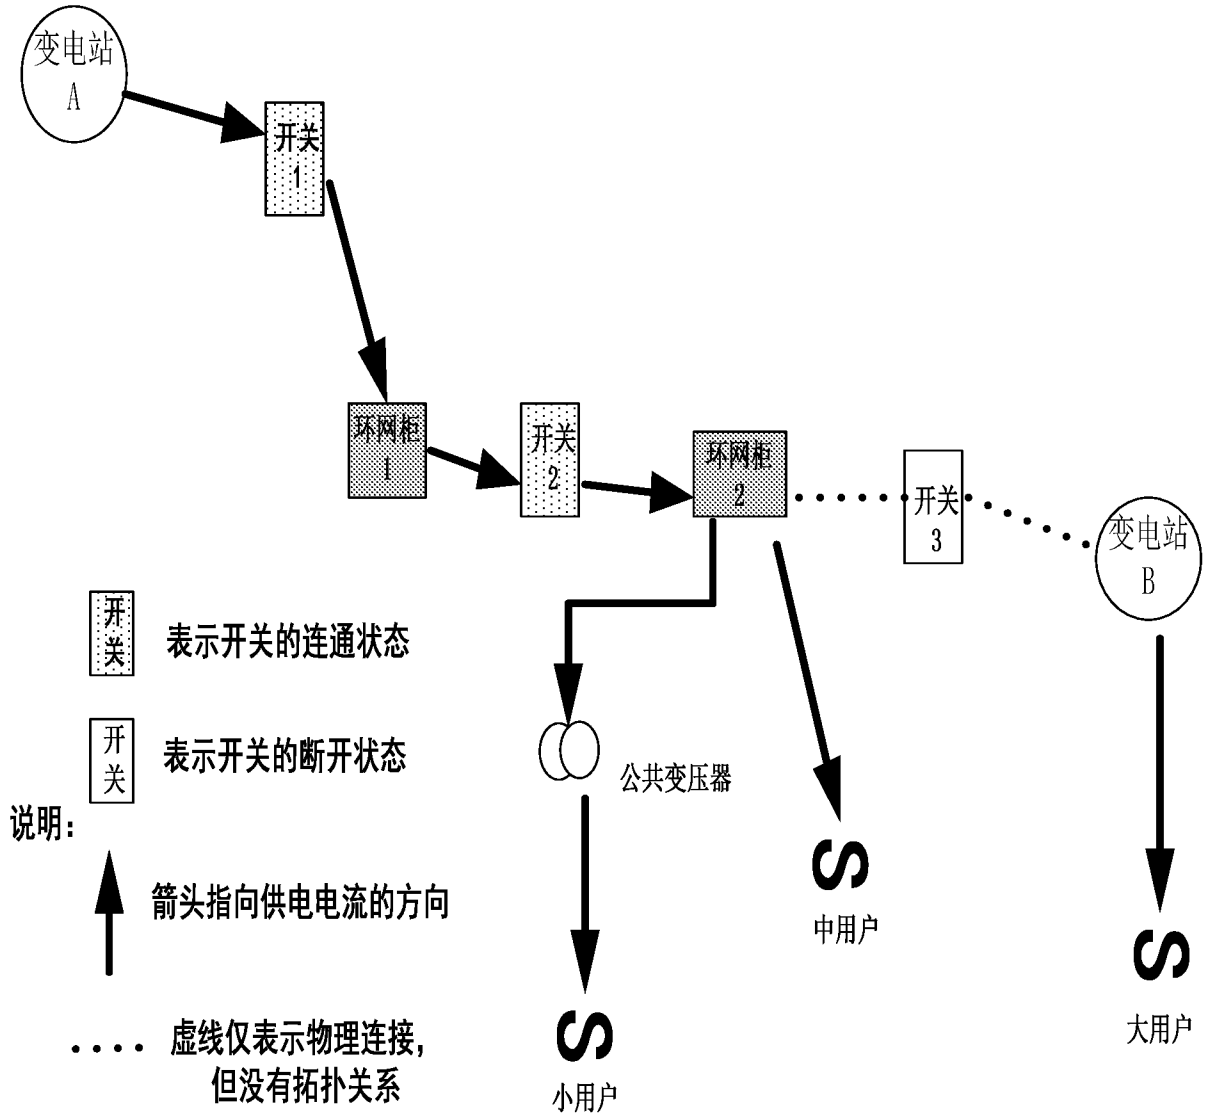 变电站
A
开关
1
环网柜
1
开关
2
环网柜
2
开关
3
变电站
B
开
关
表示开关的连通状态
开
关
表示开关的断开状态
公共变压器
说明：
箭头指向供电电流的方向
S
中用户
S
大用户
虚线仅表示物理连接，
但没有拓扑关系
S
小用户